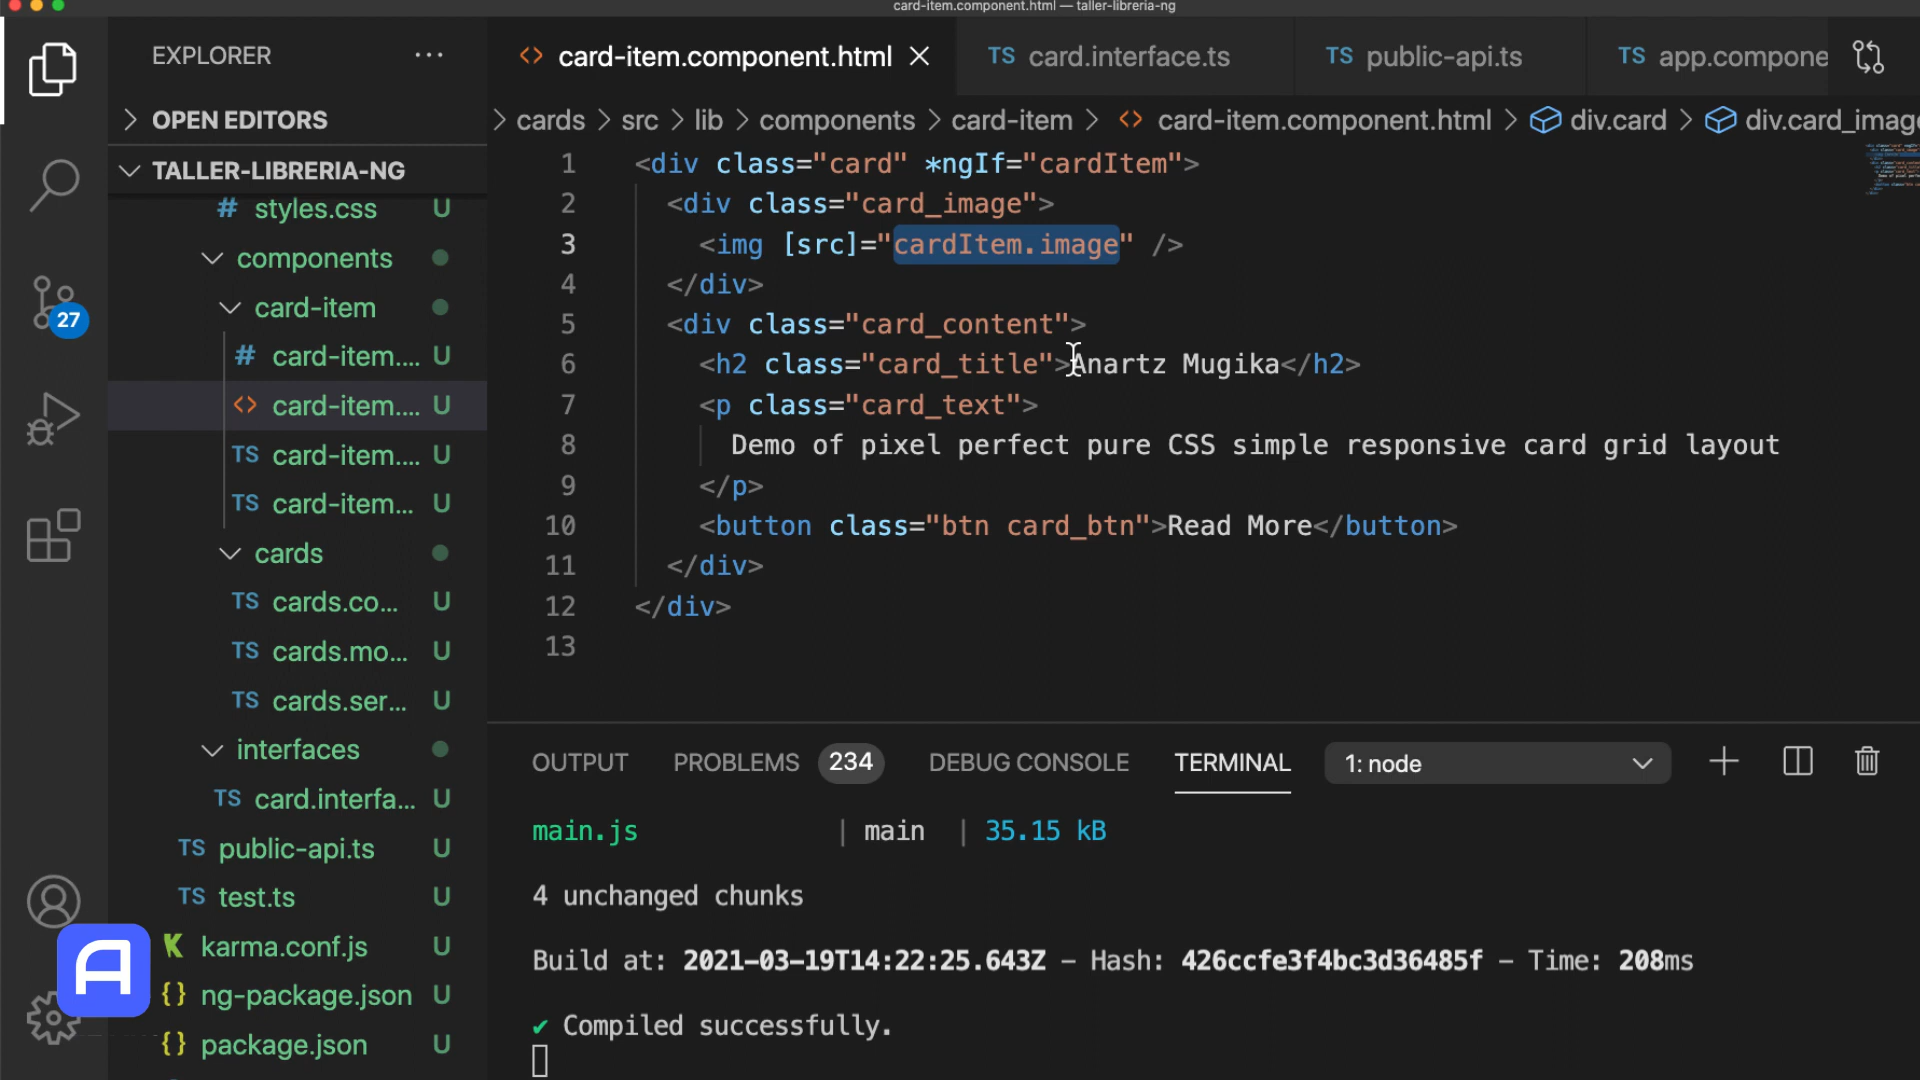 card-item.component.html — taller-libreria-ng
EXPLORER
OPEN EDITORS
TALLER-LIBRERIA-NG
# styles.css U
components
card-item
# card-item.... U
<> card-item.... U
TS card-item.... U
TS card-item... U
cards
TS cards.co... U
TS cards.mo... U
TS cards.ser... U
interfaces
TS card.interfa... U
TS public-api.ts U
TS test.ts U
K karma.conf.js U
{} ng-package.json U
{} package.json U
27
A
<> card-item.component.html
TS card.interface.ts
TS public-api.ts
TS app.compone
> cards > src > lib > components > card-item > <> card-item.component.html > div.card > div.card_image
1 <div class="card" *ngIf="cardItem">
2 <div class="card_image">
3 <img [src]="cardItem.image" />
4 </div>
5 <div class="card_content">
6 <h2 class="card_title">Anartz Mugika</h2>
7 <p class="card_text">
8 Demo of pixel perfect pure CSS simple responsive card grid layout
9 </p>
10 <button class="btn card_btn">Read More</button>
11 </div>
12 </div>
13
OUTPUT PROBLEMS 234 DEBUG CONSOLE TERMINAL 1: node
main.js | main | 35.15 kB
4 unchanged chunks
Build at: 2021-03-19T14:22:25.643Z - Hash: 426ccfe3f4bc3d36485f - Time: 208ms
✔ Compiled successfully.